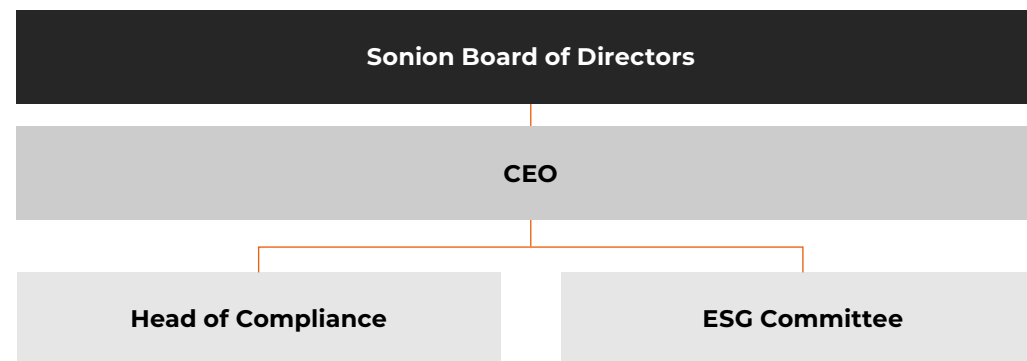 Sonion Board of Directors
CEO
Head of Compliance
ESG Committee